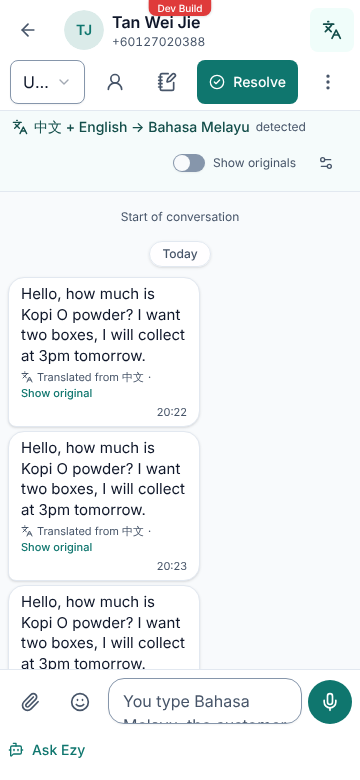 Dev Build
TJ
Tan Wei Jie
+60127020388
U...
Resolve
中文 + English → Bahasa Melayu detected
Show originals
Start of conversation
Today
Hello, how much is
Kopi O powder? I want
two boxes, I will collect
at 3pm tomorrow.
Translated from 中文 ·
Show original
20:22
Hello, how much is
Kopi O powder? I want
two boxes, I will collect
at 3pm tomorrow.
Translated from 中文 ·
Show original
20:23
Hello, how much is
Kopi O powder? I want
two boxes, I will collect
at 3pm tomorrow.
You type Bahasa
Melayu, the customer
Ask Ezy